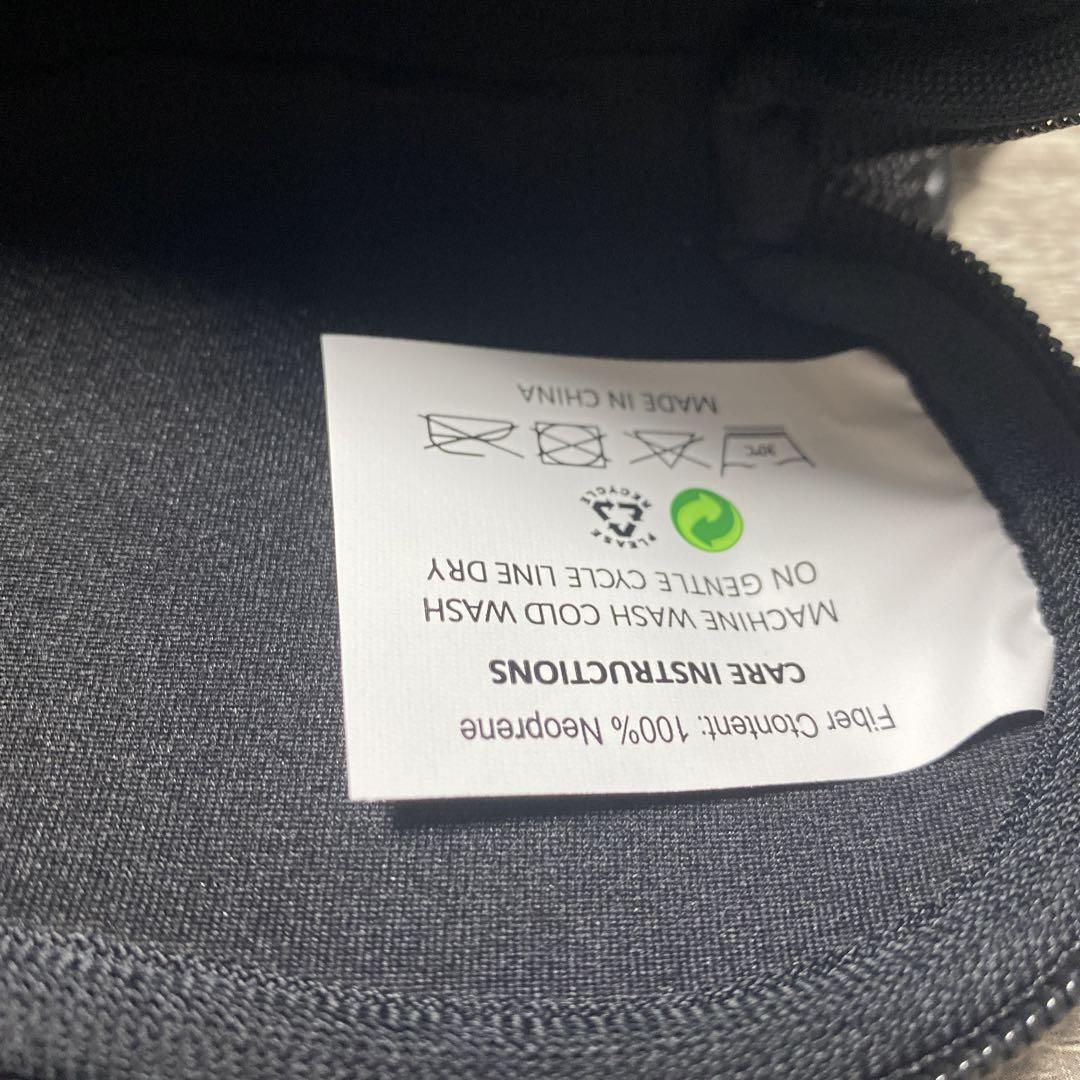 Fiber Ctontent: 100% Neoprene
CARE INSTRUCTIONS
MACHINE WASH COLD WASH
ON GENTLE CYCLE LINE DRY
PLEASE RECYCLE
30℃
MADE IN CHINA